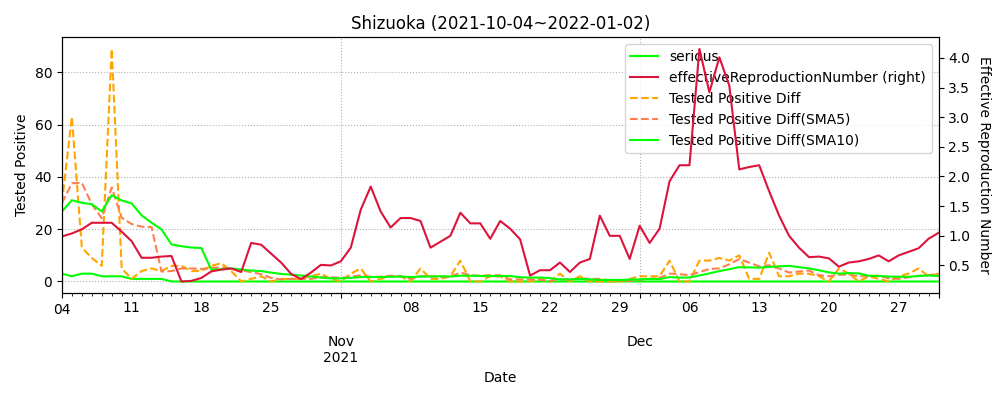 Shizuoka (2021-10-04~2022-01-02)
serious
effectiveReproductionNumber (right)
Tested Positive Diff
Tested Positive Diff(SMA5)
Tested Positive Diff(SMA10)
Tested Positive
80
60
40
20
0
4.0
3.5
3.0
2.5
2.0
1.5
1.0
0.5
Effective Reproduction Number
04 11 18 25 08 15 22 29 06 13 20 27
Nov Dec
2021
Date